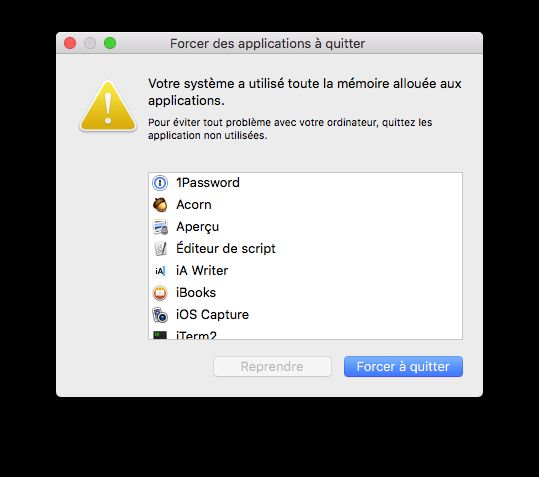 Forcer des applications à quitter
Votre système a utilisé toute la mémoire allouée aux
applications.
Pour éviter tout problème avec votre ordinateur, quittez les
application non utilisées.
1Password
Acorn
Aperçu
Éditeur de script
iA Writer
iBooks
iOS Capture
iTerm2
Reprendre
Forcer à quitter